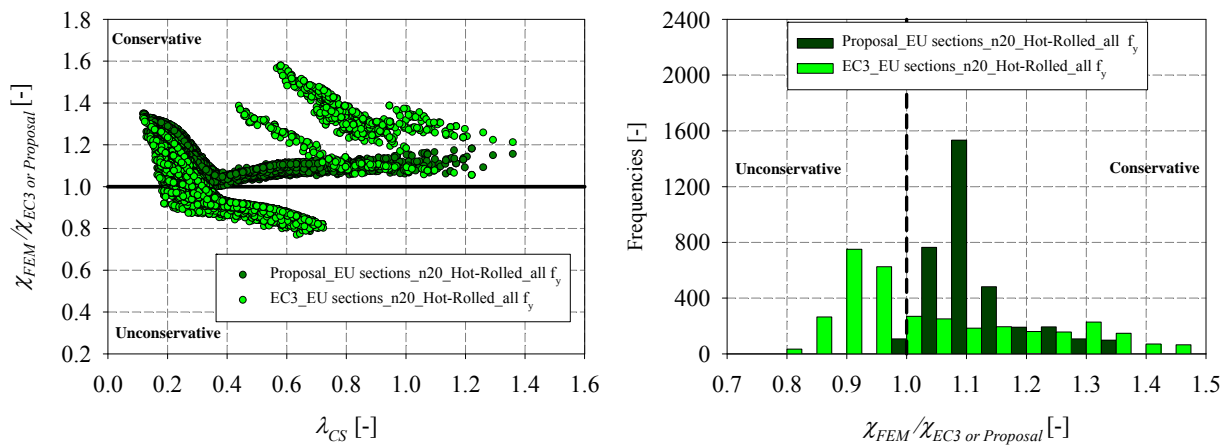 χFEM/χEC3 or Proposal [-]
1.8
1.6
1.4
1.2
1.0
0.8
0.6
0.4
0.2
Conservative
Proposal_EU sections_n20_Hot-Rolled_all fy
EC3_EU sections_n20_Hot-Rolled_all fy
Unconservative
0.0 0.2 0.4 0.6 0.8 1.0 1.2 1.4 1.6
λCS [-]
Frequencies [-]
2400
2000
1600
1200
800
400
0
Proposal_EU sections_n20_Hot-Rolled_all fy
EC3_EU sections_n20_Hot-Rolled_all fy
Unconservative
Conservative
0.7 0.8 0.9 1.0 1.1 1.2 1.3 1.4 1.5
χFEM/χEC3 or Proposal [-]